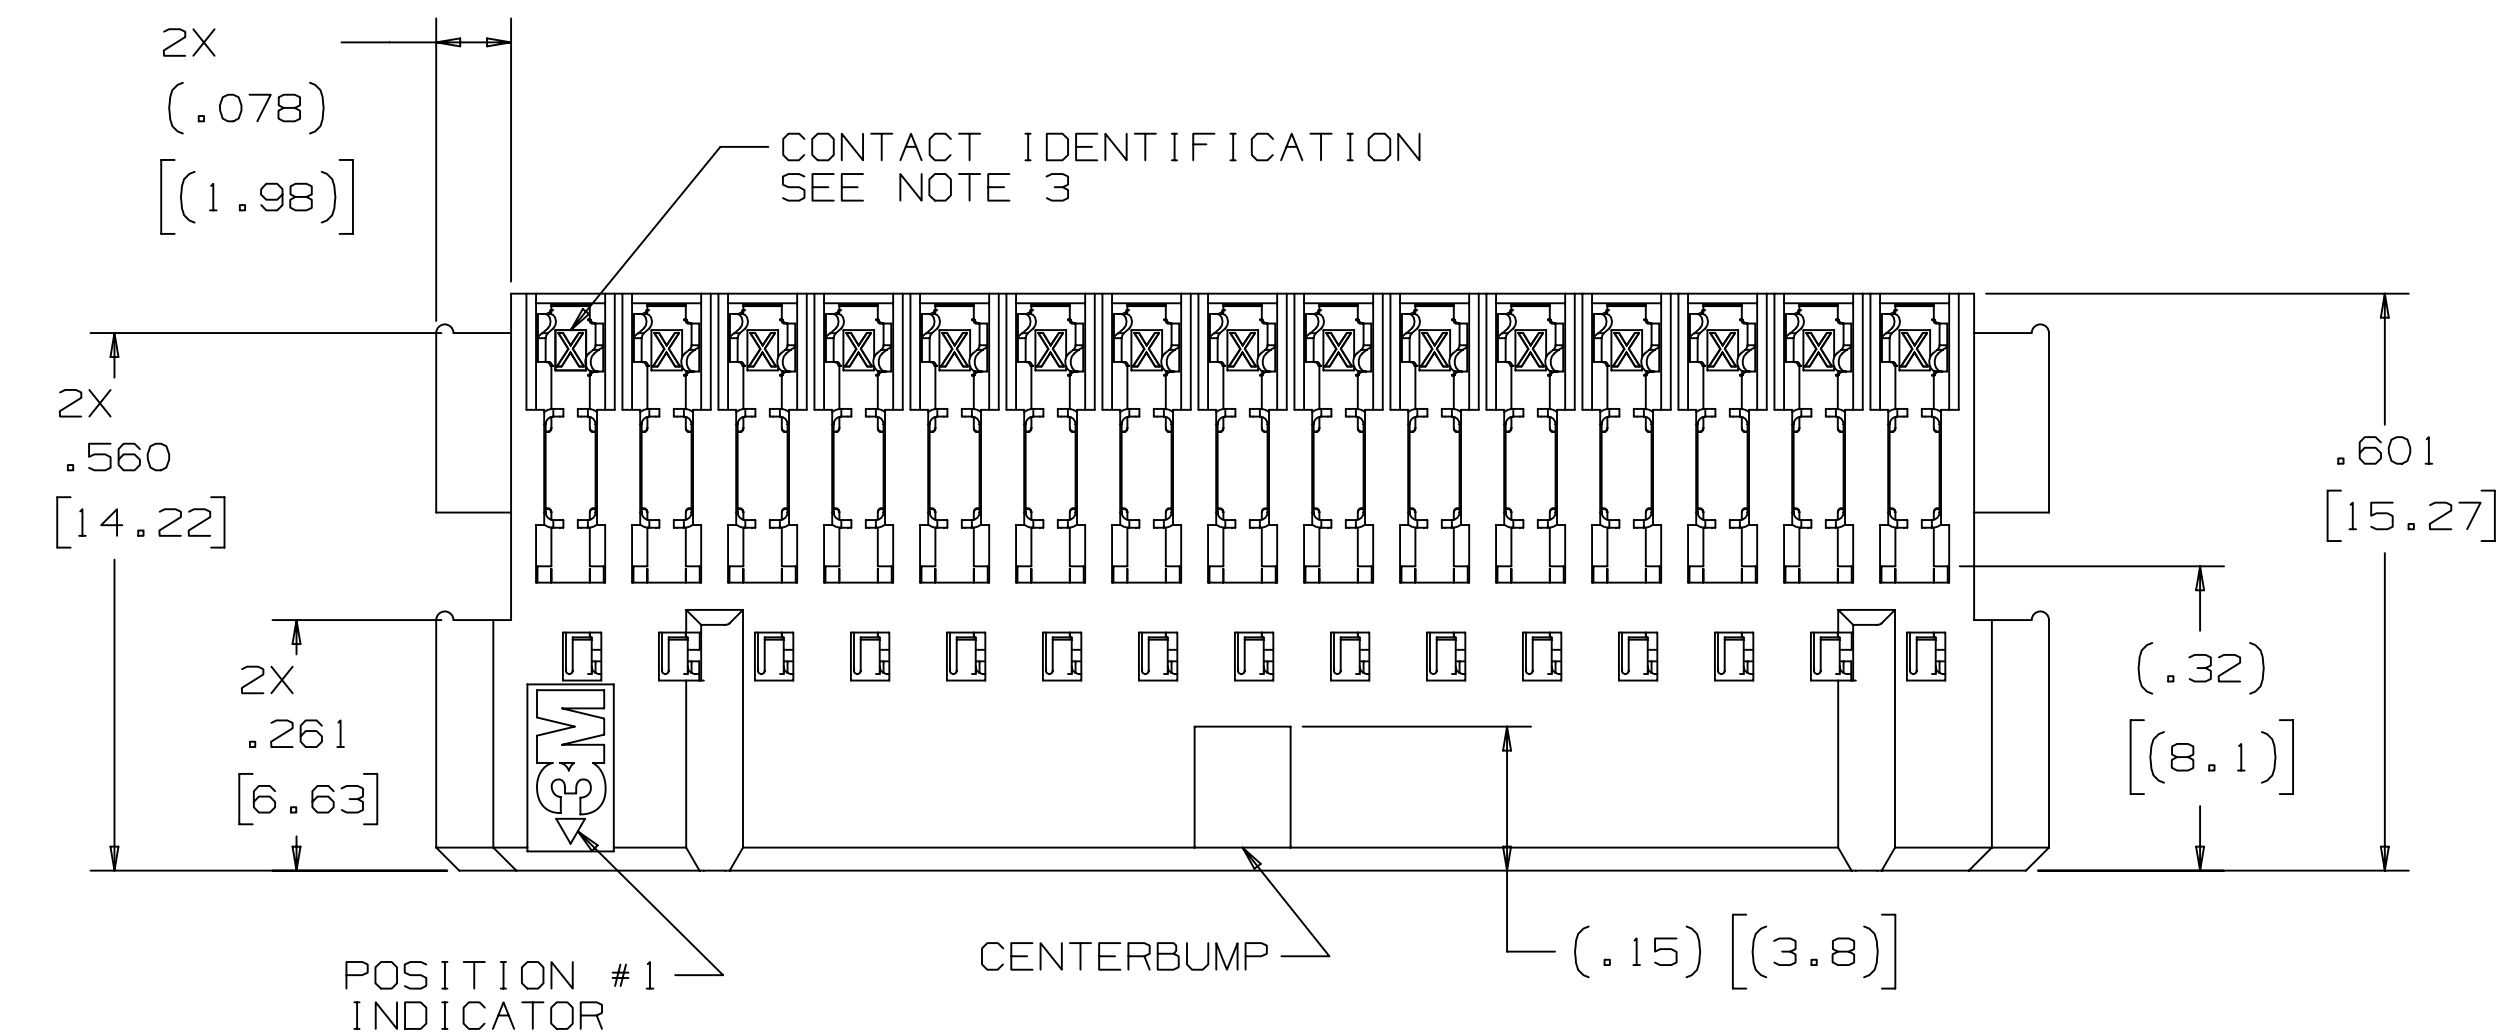 2X
(.078)
[(1.98)]
CONTACT IDENTIFICATION
SEE NOTE 3
X X X X X X X X X X X X X X X
2X
.560
[14.22]
.601
[15.27]
2X
.261
[6.63]
(.32)
[(8.1)]
3M
CENTERBUMP
(.15) [(3.8)]
POSITION #1
INDICATOR